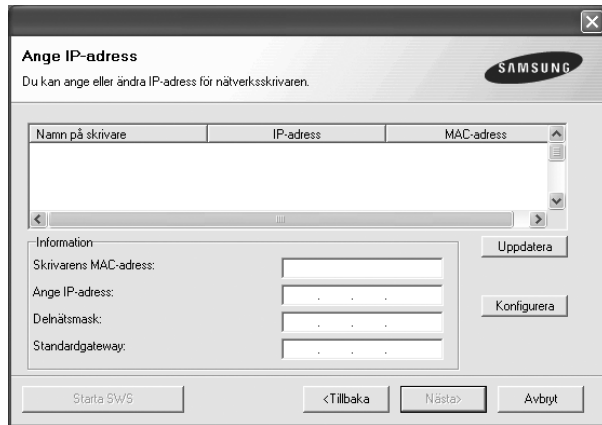 Ange IP-adress
Du kan ange eller ändra IP-adress för nätverksskrivaren.
SAMSUNG
Namn på skrivare IP-adress MAC-adress
Information
Uppdatera
Skrivarens MAC-adress:
Ange IP-adress:
Konfigurera
Delnätsmask:
Standardgateway:
Starta SWS <Tillbaka Nästa> Avbryt